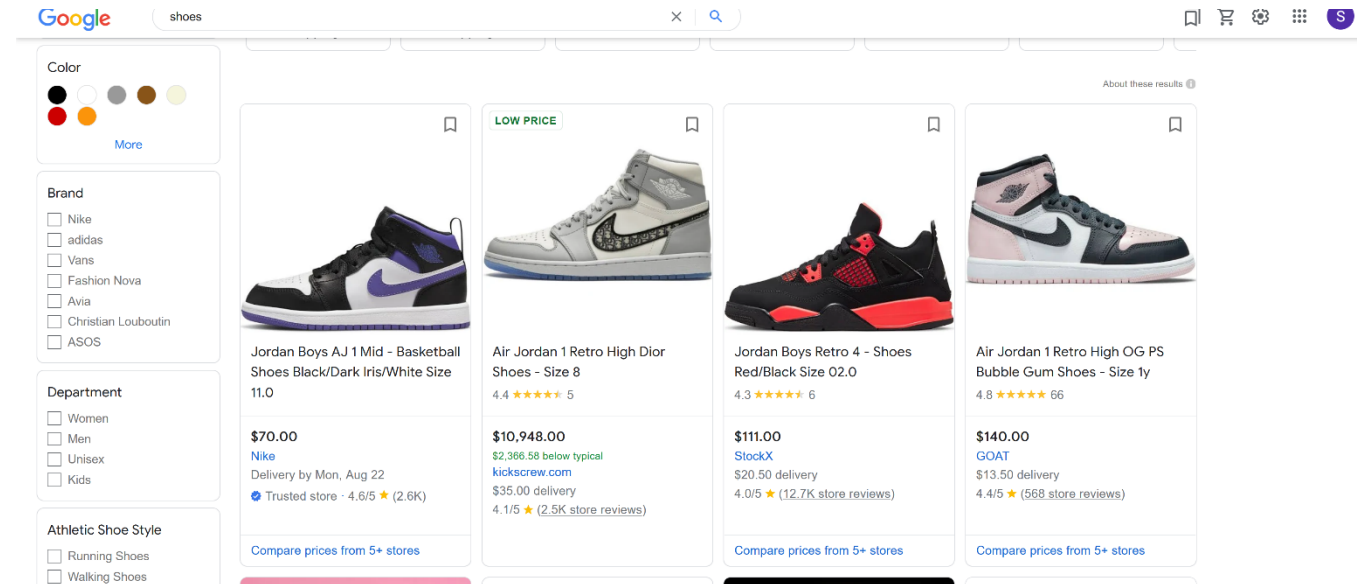 Google
shoes
S
About these results
Color
More
Brand
Nike
adidas
Vans
Fashion Nova
Avia
Christian Louboutin
ASOS
Department
Women
Men
Unisex
Kids
Athletic Shoe Style
Running Shoes
Walking Shoes
Jordan Boys AJ 1 Mid - Basketball
Shoes Black/Dark Iris/White Size
11.0
$70.00
Nike
Delivery by Mon, Aug 22
Trusted store · 4.6/5 ★ (2.6K)
Compare prices from 5+ stores
LOW PRICE
Air Jordan 1 Retro High Dior
Shoes - Size 8
4.4 ★★★★★ 5
$10,948.00
$2,366.58 below typical
kickscrew.com
$35.00 delivery
4.1/5 ★ (2.5K store reviews)
Jordan Boys Retro 4 - Shoes
Red/Black Size 02.0
4.3 ★★★★★ 6
$111.00
StockX
$20.50 delivery
4.0/5 ★ (12.7K store reviews)
Compare prices from 5+ stores
Air Jordan 1 Retro High OG PS
Bubble Gum Shoes - Size 1y
4.8 ★★★★★ 66
$140.00
GOAT
$13.50 delivery
4.4/5 ★ (568 store reviews)
Compare prices from 5+ stores